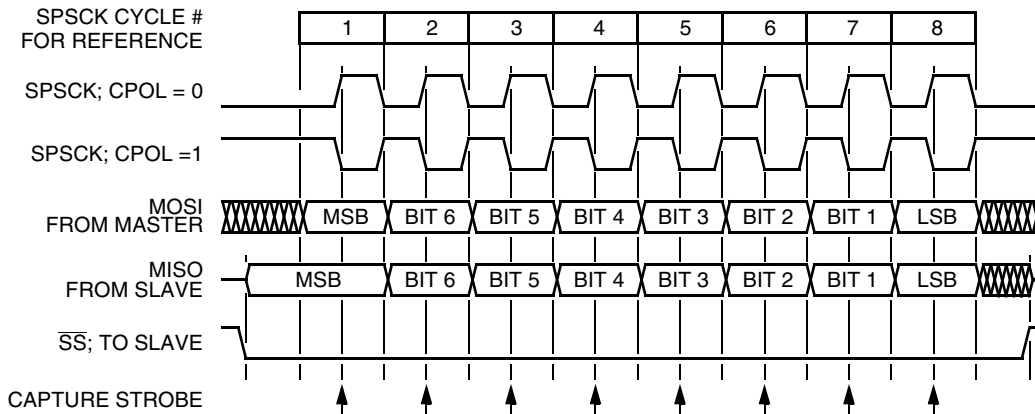 SPSCK CYCLE #
FOR REFERENCE
1 2 3 4 5 6 7 8
SPSCK; CPOL = 0
SPSCK; CPOL =1
MOSI
FROM MASTER
MSB BIT 6 BIT 5 BIT 4 BIT 3 BIT 2 BIT 1 LSB
MISO
FROM SLAVE
MSB BIT 6 BIT 5 BIT 4 BIT 3 BIT 2 BIT 1 LSB
SS; TO SLAVE
CAPTURE STROBE